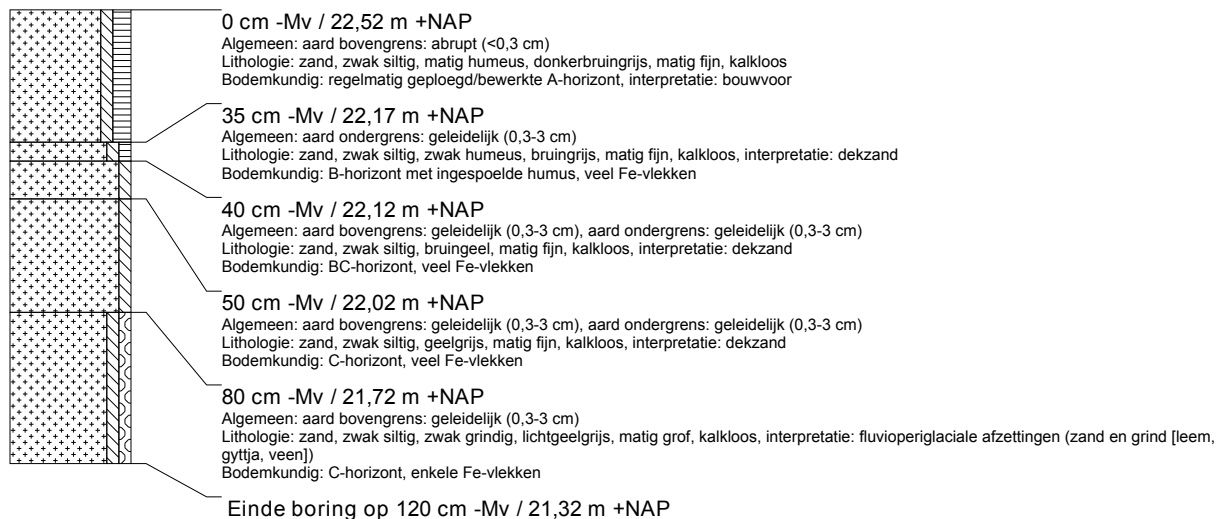 0 cm -Mv / 22,52 m +NAP
Algemeen: aard bovengrens: abrupt (<0,3 cm)
Lithologie: zand, zwak siltig, matig humeus, donkerbruingrijs, matig fijn, kalkloos
Bodemkundig: regelmatig geploegd/bewerkte A-horizont, interpretatie: bouwvoor
35 cm -Mv / 22,17 m +NAP
Algemeen: aard ondergrens: geleidelijk (0,3-3 cm)
Lithologie: zand, zwak siltig, zwak humeus, bruingrijs, matig fijn, kalkloos, interpretatie: dekzand
Bodemkundig: B-horizont met ingespoelde humus, veel Fe-vlekken
40 cm -Mv / 22,12 m +NAP
Algemeen: aard bovengrens: geleidelijk (0,3-3 cm), aard ondergrens: geleidelijk (0,3-3 cm)
Lithologie: zand, zwak siltig, bruingeel, matig fijn, kalkloos, interpretatie: dekzand
Bodemkundig: BC-horizont, veel Fe-vlekken
50 cm -Mv / 22,02 m +NAP
Algemeen: aard bovengrens: geleidelijk (0,3-3 cm), aard ondergrens: geleidelijk (0,3-3 cm)
Lithologie: zand, zwak siltig, geelgrijs, matig fijn, kalkloos, interpretatie: dekzand
Bodemkundig: C-horizont, veel Fe-vlekken
80 cm -Mv / 21,72 m +NAP
Algemeen: aard bovengrens: geleidelijk (0,3-3 cm)
Lithologie: zand, zwak siltig, zwak grindig, lichtgeelgrijs, matig grof, kalkloos, interpretatie: fluvioperiglaciale afzettingen (zand en grind [leem,
gyttja, veen])
Bodemkundig: C-horizont, enkele Fe-vlekken
Einde boring op 120 cm -Mv / 21,32 m +NAP